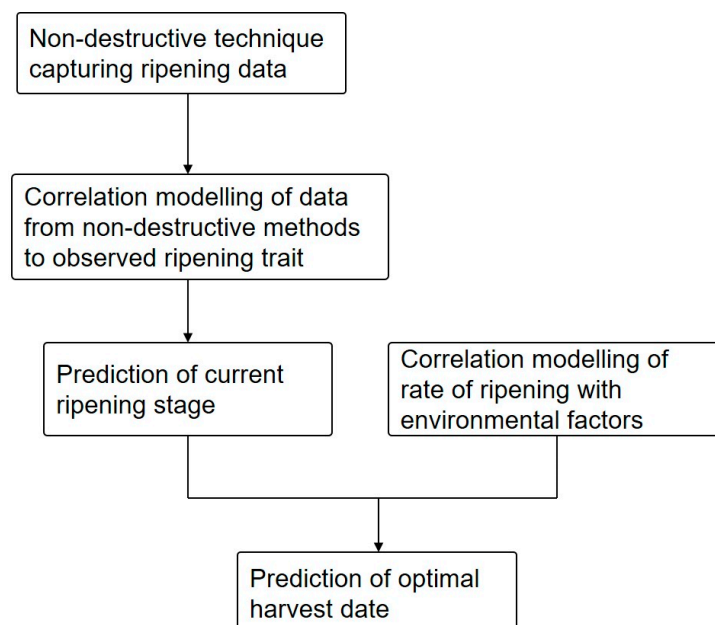 Non-destructive technique
capturing ripening data
Correlation modelling of data
from non-destructive methods
to observed ripening trait
Prediction of current
ripening stage
Correlation modelling of
rate of ripening with
environmental factors
Prediction of optimal
harvest date